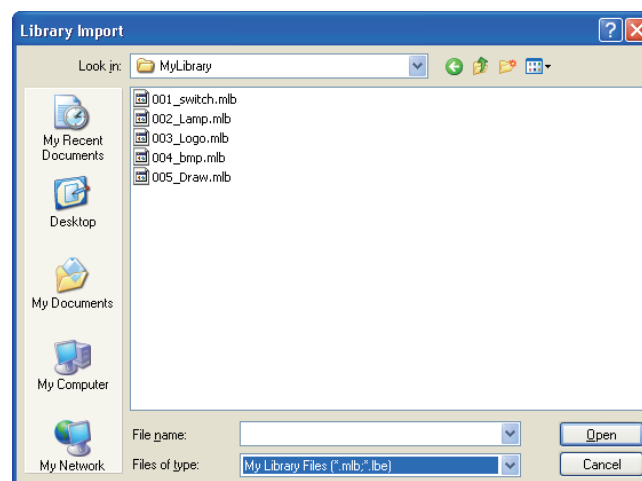 Library Import
?
Look in:
MyLibrary
001_switch.mlb
002_Lamp.mlb
003_Logo.mlb
004_bmp.mlb
005_Draw.mlb
My Recent
Documents
Desktop
My Documents
My Computer
My Network
File name:
Open
Files of type:
My Library Files (*.mlb;*.lbe)
Cancel